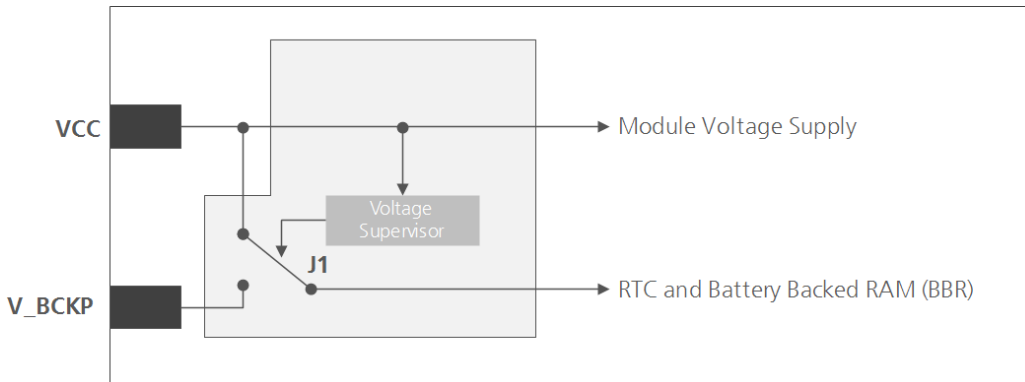 VCC
Module Voltage Supply
Voltage
Supervisor
J1
V_BCKP
RTC and Battery Backed RAM (BBR)